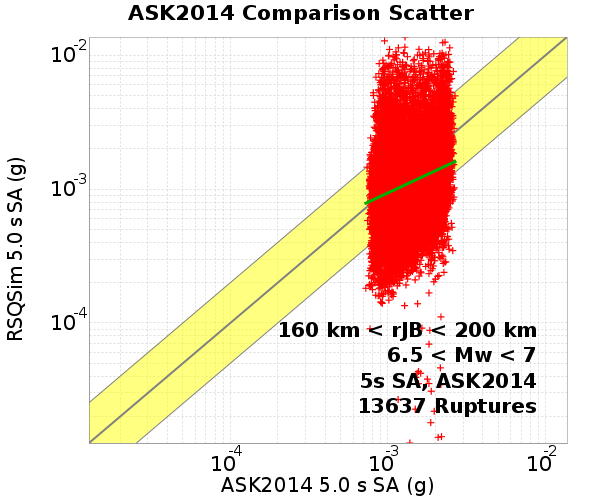 ASK2014 Comparison Scatter
RSQSim 5.0 s SA (g)
10-2
10-3
10-4
160 km < rJB < 200 km
6.5 < Mw < 7
5s SA, ASK2014
13637 Ruptures
10-4 10-3 10-2
ASK2014 5.0 s SA (g)